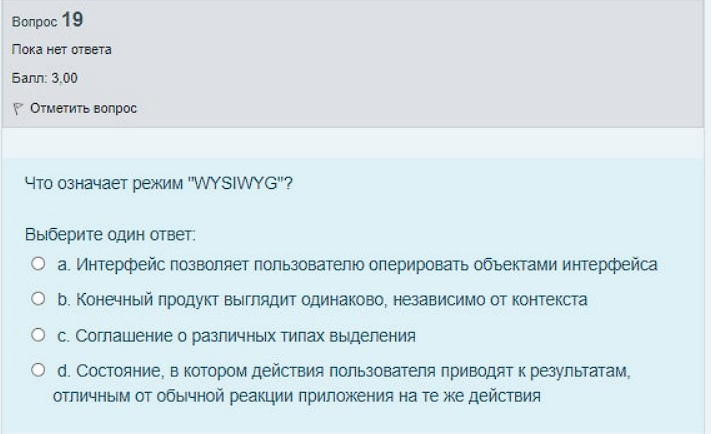 Вопрос 19
Пока нет ответа
Балл: 3,00
Отметить вопрос
Что означает режим "WYSIWYG"?
Выберите один ответ:
a. Интерфейс позволяет пользователю оперировать объектами интерфейса
b. Конечный продукт выглядит одинаково, независимо от контекста
c. Соглашение о различных типах выделения
d. Состояние, в котором действия пользователя приводят к результатам,
отличным от обычной реакции приложения на те же действия